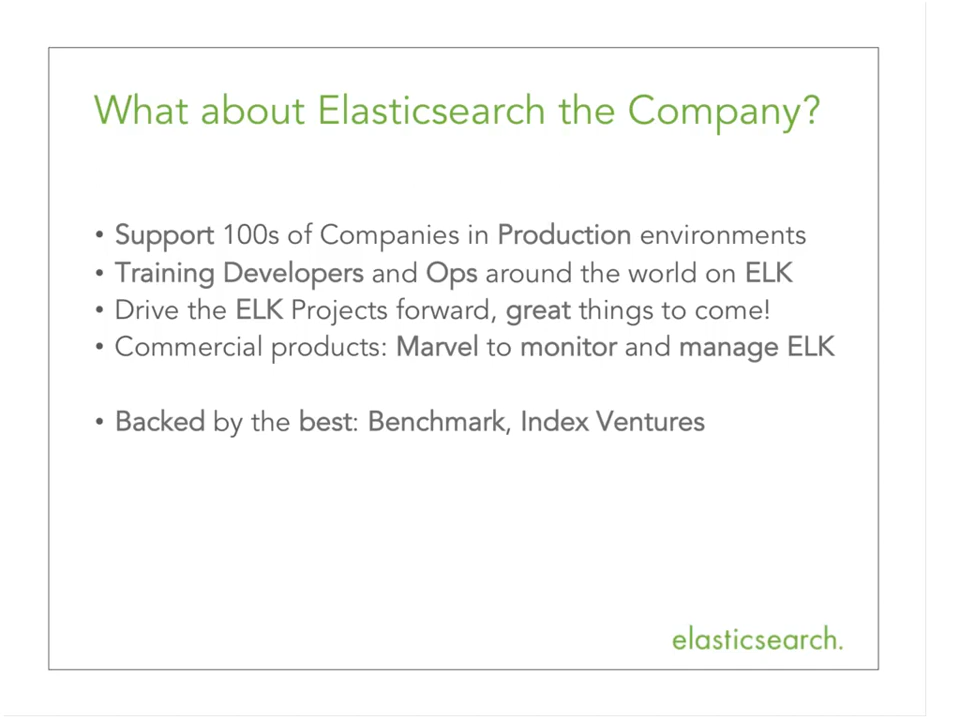 What about Elasticsearch the Company?
• Support 100s of Companies in Production environments
• Training Developers and Ops around the world on ELK
• Drive the ELK Projects forward, great things to come!
• Commercial products: Marvel to monitor and manage ELK
• Backed by the best: Benchmark, Index Ventures
elasticsearch.